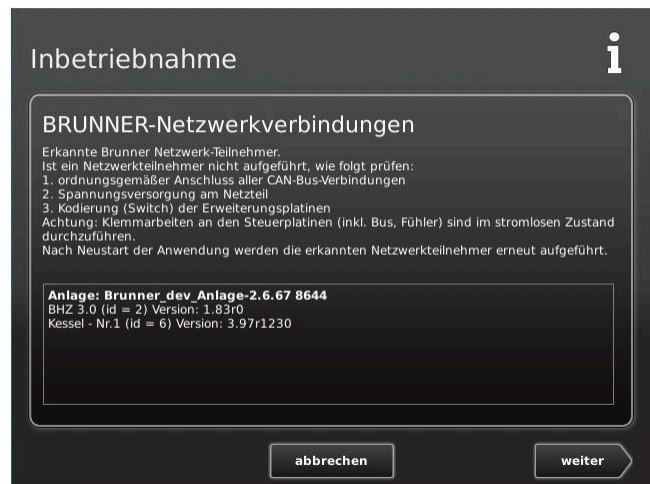 Inbetriebnahme
BRUNNER-Netzwerkverbindungen
Erkannte Brunner Netzwerk-Teilnehmer.
Ist ein Netzwerkteilnehmer nicht aufgeführt, wie folgt prüfen:
1. ordnungsgemäßer Anschluss aller CAN-Bus-Verbindungen
2. Spannungsversorgung am Netzteil
3. Kodierung (Switch) der Erweiterungsplatinen
Achtung: Klemmarbeiten an den Steuerplatinen (inkl. Bus, Fühler) sind im stromlosen Zustand
durchzuführen.
Nach Neustart der Anwendung werden die erkannten Netzwerkteilnehmer erneut aufgeführt.
Anlage: Brunner_dev_Anlage-2.6.67 8644
BHZ 3.0 (id = 2) Version: 1.83r0
Kessel - Nr.1 (id = 6) Version: 3.97r1230
abbrechen
weiter